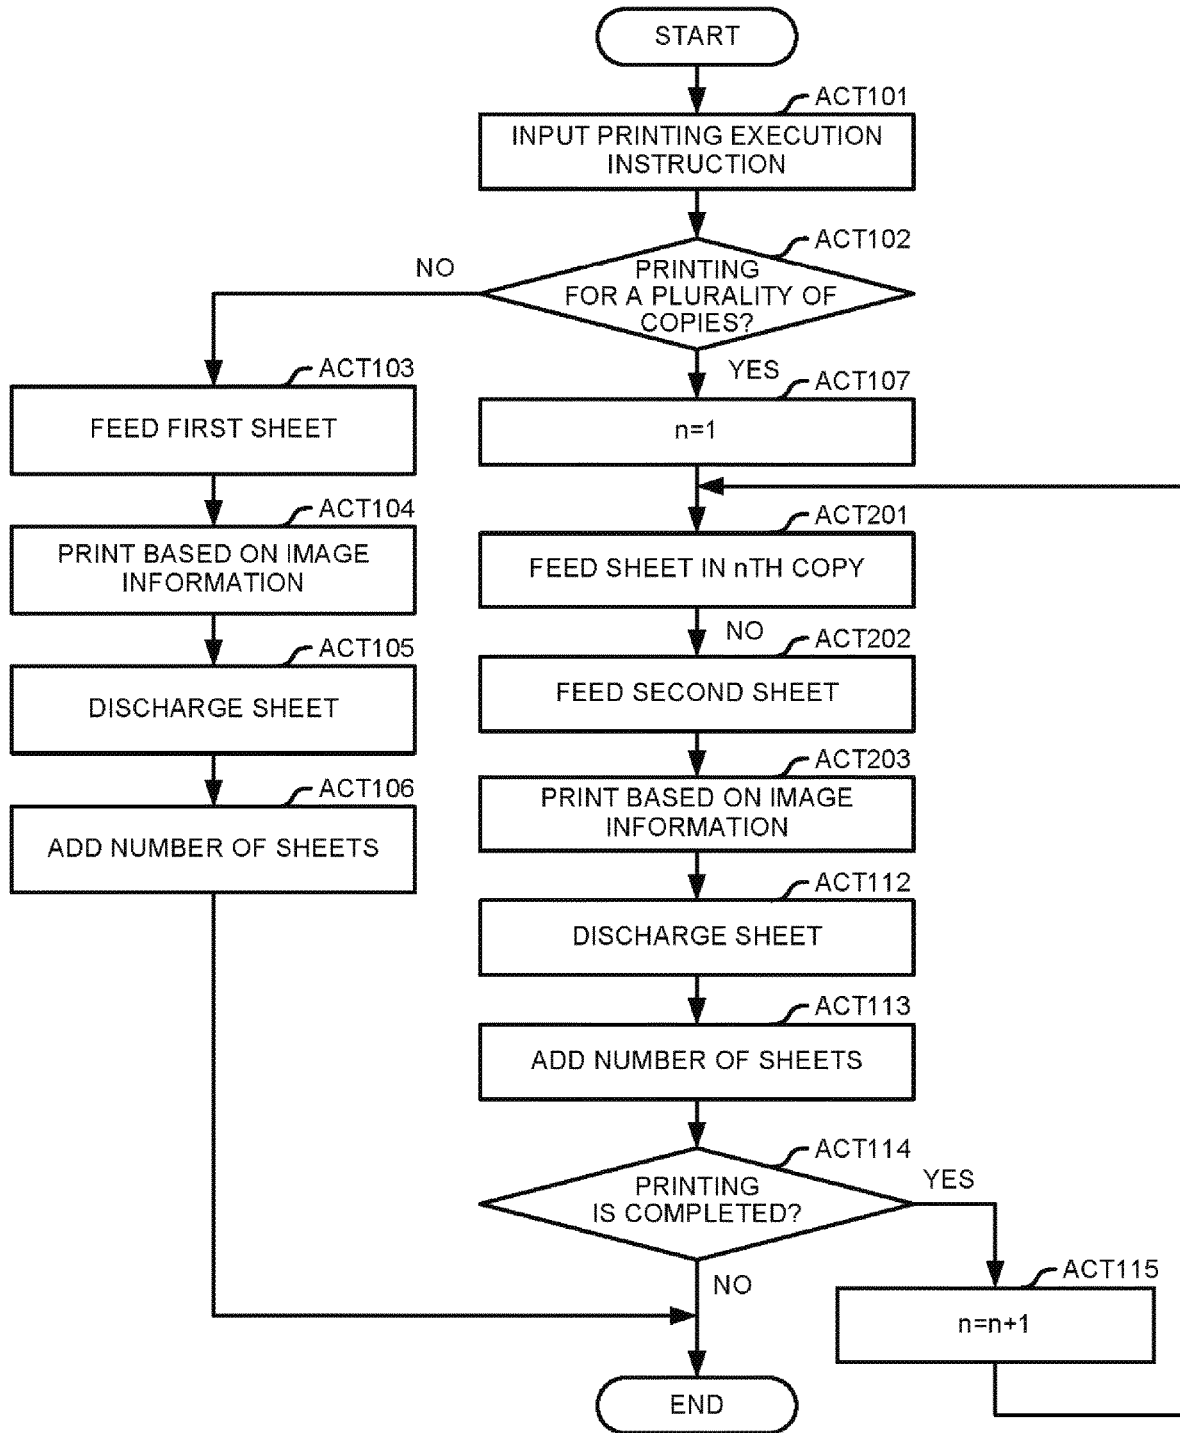 START
ACT101
INPUT PRINTING EXECUTION
INSTRUCTION
ACT102
PRINTING
FOR A PLURALITY OF
COPIES?
NO
YES
ACT103
FEED FIRST SHEET
ACT104
PRINT BASED ON IMAGE
INFORMATION
ACT105
DISCHARGE SHEET
ACT106
ADD NUMBER OF SHEETS
ACT107
n=1
ACT201
FEED SHEET IN nTH COPY
NO
ACT202
FEED SECOND SHEET
ACT203
PRINT BASED ON IMAGE
INFORMATION
ACT112
DISCHARGE SHEET
ACT113
ADD NUMBER OF SHEETS
ACT114
PRINTING
IS COMPLETED?
YES
NO
ACT115
n=n+1
END